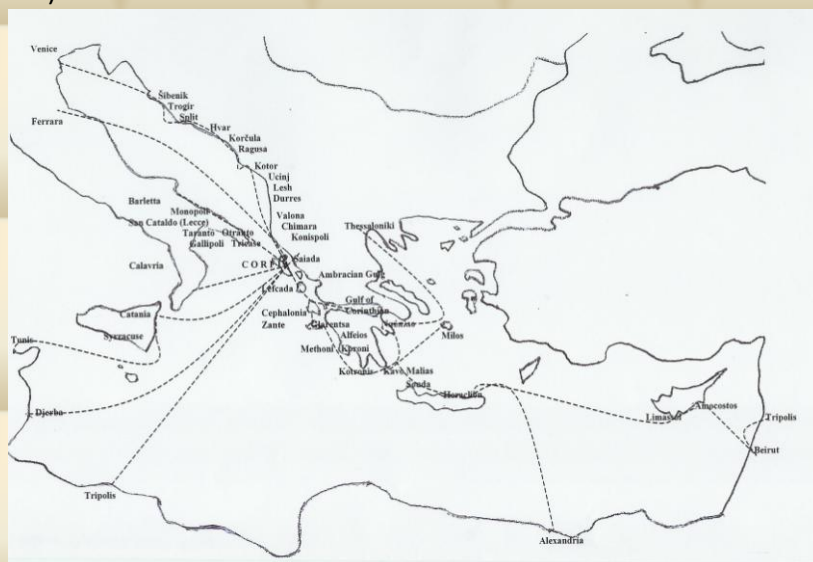 Venice
Šibenik
Trogir
Split
Ferrara
Hvar
Korčula
Ragusa
Kotor
Ucinj
Lesh
Durres
Barletta
Monopoli
San Cataldo (Lecce)
Otranto
Taranto
Tricase
Gallipoli
Valona
Chimara
Konispoli
Thessaloniki
Calavria
CORFU
Saiada
Ambracian Gulf
Lefcada
Catania
Cephalonia
Gulf of
Corinthian
Zante
Glarentsa
Syracuse
Alfeios
Milos
Tunis
Methoni
Koroni
Kavo Malias
Souda
Heraclion
Djerba
Limassol
Amocostos
Tripolis
Beirut
Tripolis
Alexandria